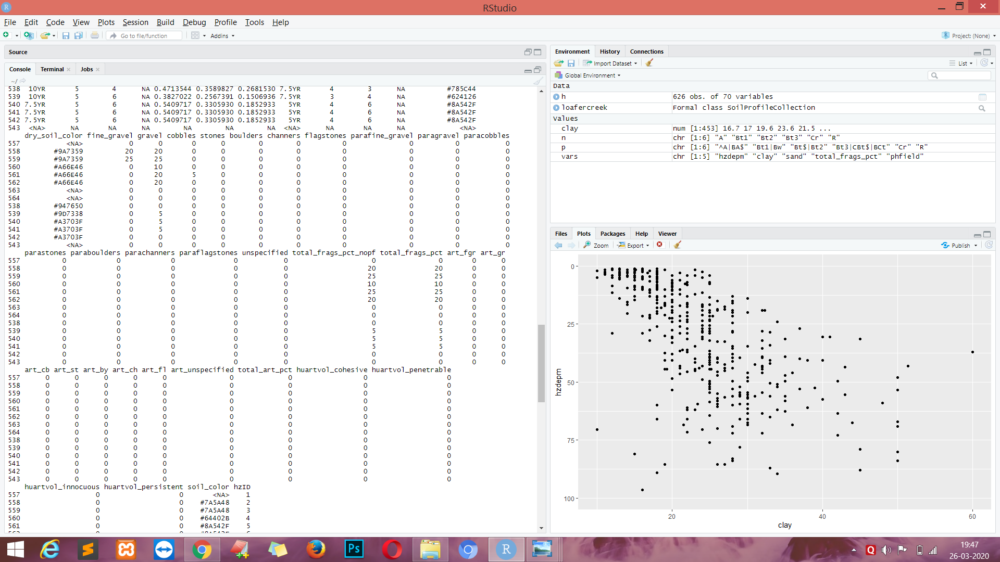 RStudio
File Edit Code View Plots Session Build Debug Profile Tools Help
Go to file/function Addins Project: (None)
Source
Console Terminal Jobs
~/
538 10YR 5 4 NA 0.4713544 0.3589827 0.2681530 7.5YR 4 3 NA #785C44
539 10YR 5 6 NA 0.3827022 0.2567391 0.1506936 7.5YR 3 4 NA #624126
540 7.5YR 5 6 NA 0.5409717 0.3305930 0.1852933 5YR 4 6 NA #8A542F
541 7.5YR 5 6 NA 0.5409717 0.3305930 0.1852933 5YR 4 6 NA #8A542F
542 7.5YR 5 6 NA 0.5409717 0.3305930 0.1852933 5YR 4 6 NA #8A542F
543 <NA> NA NA NA NA NA NA <NA> NA NA NA <NA>
dry_soil_color fine_gravel gravel cobbles stones boulders channers flagstones parafine_gravel paragravel paracobbles
557 <NA> 0 0 0 0 0 0 0 0 0 0
558 #9A7359 20 20 0 0 0 0 0 0 0 0
559 #9A7359 25 25 0 0 0 0 0 0 0 0
560 #A66E46 0 10 0 0 0 0 0 0 0 0
561 #A66E46 0 20 5 0 0 0 0 0 0 0
562 #A66E46 0 20 0 0 0 0 0 0 0 0
563 <NA> 0 0 0 0 0 0 0 0 0 0
564 <NA> 0 0 0 0 0 0 0 0 0 0
538 #947650 0 0 0 0 0 0 0 0 0 0
539 #9D7338 0 5 0 0 0 0 0 0 0 0
540 #A3703F 0 5 0 0 0 0 0 0 0 0
541 #A3703F 0 5 0 0 0 0 0 0 0 0
542 #A3703F 0 0 0 0 0 0 0 0 0 0
543 <NA> 0 0 0 0 0 0 0 0 0 0
parastones paraboulders parachanners paraflagstones unspecified total_frags_pct_nopf total_frags_pct art_fgr art_gr
557 0 0 0 0 0 0 0 0 0
558 0 0 0 0 0 20 20 0 0
559 0 0 0 0 0 25 25 0 0
560 0 0 0 0 0 10 10 0 0
561 0 0 0 0 0 25 25 0 0
562 0 0 0 0 0 20 20 0 0
563 0 0 0 0 0 0 0 0 0
564 0 0 0 0 0 0 0 0 0
538 0 0 0 0 0 0 0 0 0
539 0 0 0 0 0 5 5 0 0
540 0 0 0 0 0 5 5 0 0
541 0 0 0 0 0 5 5 0 0
542 0 0 0 0 0 0 0 0 0
543 0 0 0 0 0 0 0 0 0
art_cb art_st art_by art_ch art_fl art_unspecified total_art_pct huartvol_cohesive huartvol_penetrable
557 0 0 0 0 0 0 0 0 0
558 0 0 0 0 0 0 0 0 0
559 0 0 0 0 0 0 0 0 0
560 0 0 0 0 0 0 0 0 0
561 0 0 0 0 0 0 0 0 0
562 0 0 0 0 0 0 0 0 0
563 0 0 0 0 0 0 0 0 0
564 0 0 0 0 0 0 0 0 0
538 0 0 0 0 0 0 0 0 0
539 0 0 0 0 0 0 0 0 0
540 0 0 0 0 0 0 0 0 0
541 0 0 0 0 0 0 0 0 0
542 0 0 0 0 0 0 0 0 0
543 0 0 0 0 0 0 0 0 0
huartvol_innocuous huartvol_persistent soil_color hzID
557 0 0 <NA> 1
558 0 0 #7A5A48 2
559 0 0 #7A5A48 3
560 0 0 #64402B 4
561 0 0 #8A542F 5
Environment History Connections
Import Dataset List
Global Environment
Data
h 626 obs. of 70 variables
loafercreek Formal class SoilProfileCollection
Values
clay num [1:453] 16.7 17 19.6 23.6 21.5 ...
n chr [1:6] "A" "Bt1" "Bt2" "Bt3" "Cr" "R"
p chr [1:6] "^A|BA$" "Bt1|Bw" "Bt$|Bt2" "Bt3|CBt$|BCt" "Cr" "R"
vars chr [1:5] "hzdepm" "clay" "sand" "total_frags_pct" "phfield"
Files Plots Packages Help Viewer
Zoom Export Publish
0
25
50
75
100
hzdepm
20 40 60
clay
Ps
R
Q
19:47
26-03-2020